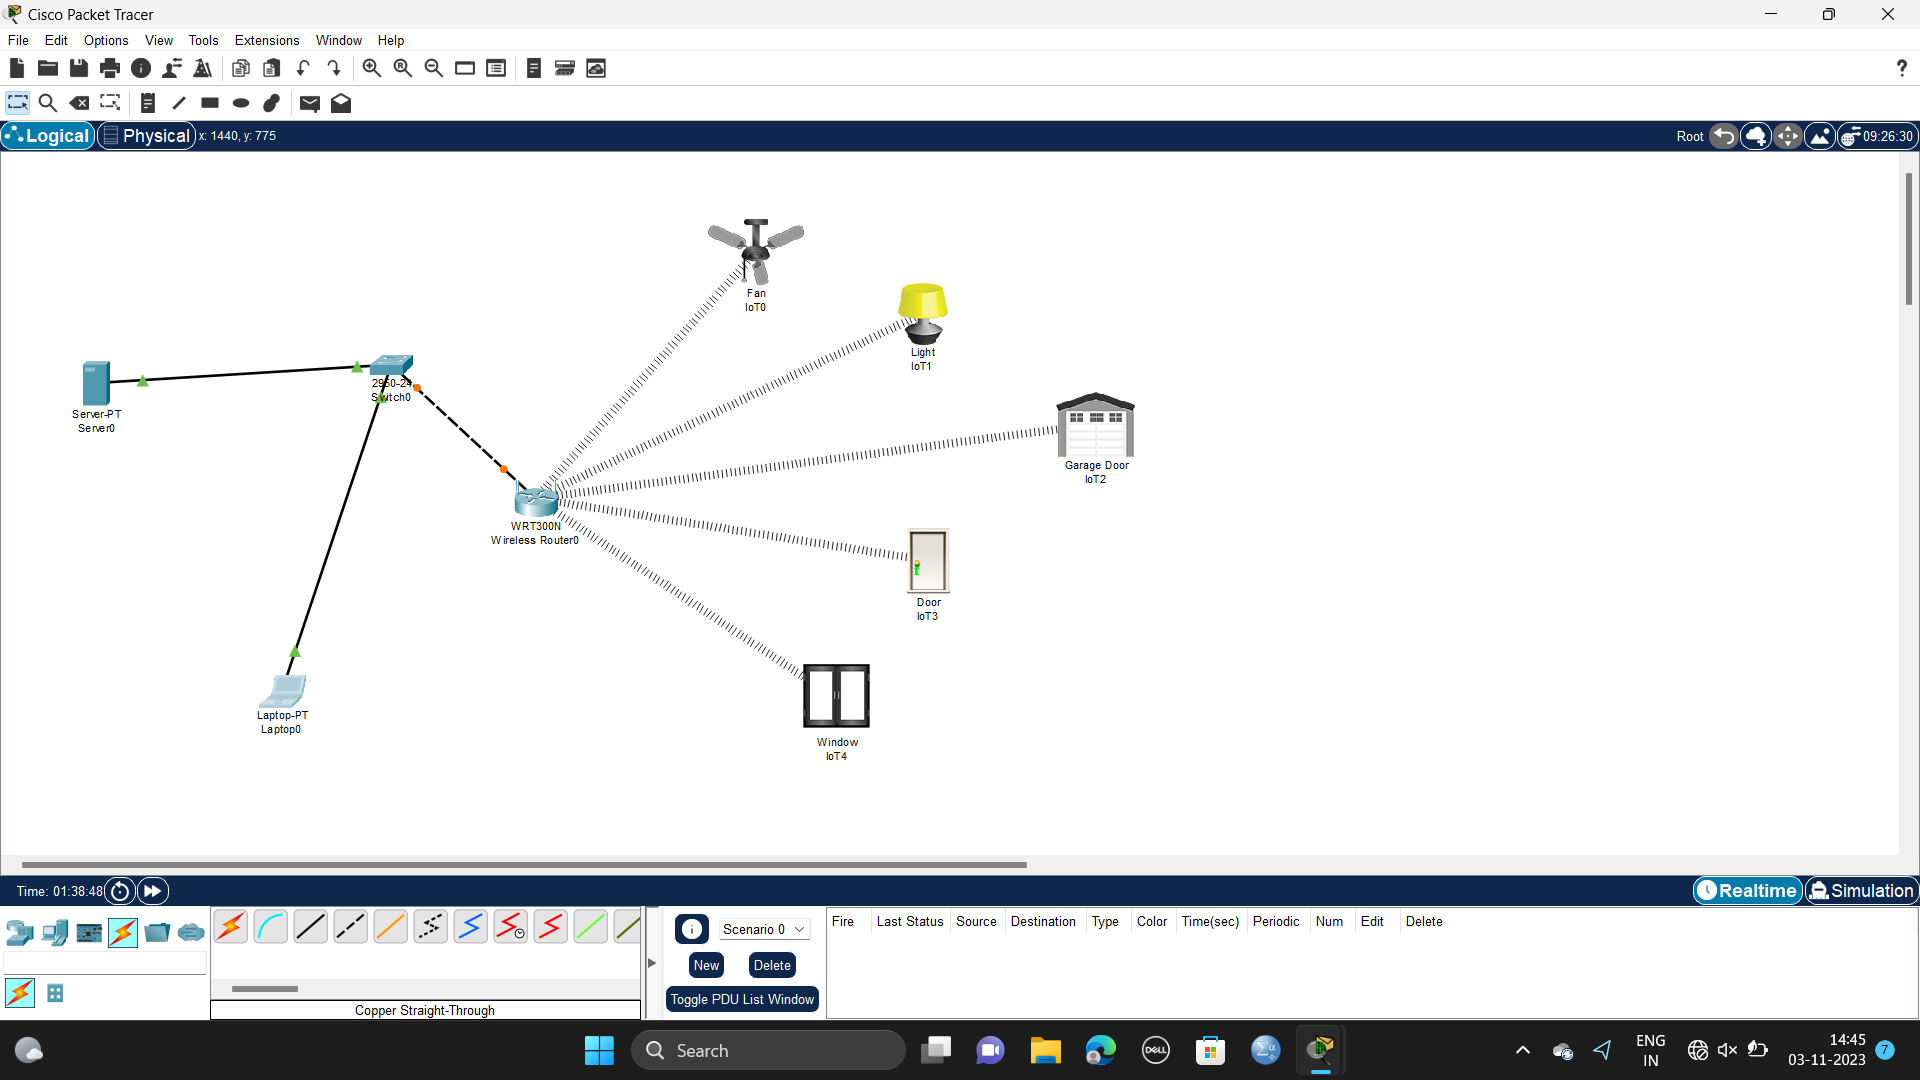 Cisco Packet Tracer
File Edit Options View Tools Extensions Window Help
?
Logical Physical x: 1440, y: 775 Root 09:26:30
Fan
IoT0
Light
IoT1
2960-24
Switch0
Server-PT
Server0
Garage Door
IoT2
WRT300N
Wireless Router0
Door
IoT3
Laptop-PT
Laptop0
Window
IoT4
Time: 01:38:48 Realtime Simulation
Scenario 0
New Delete
Toggle PDU List Window
Fire Last Status Source Destination Type Color Time(sec) Periodic Num Edit Delete
Copper Straight-Through
Search
DELL
ENG
IN
14:45
03-11-2023
7